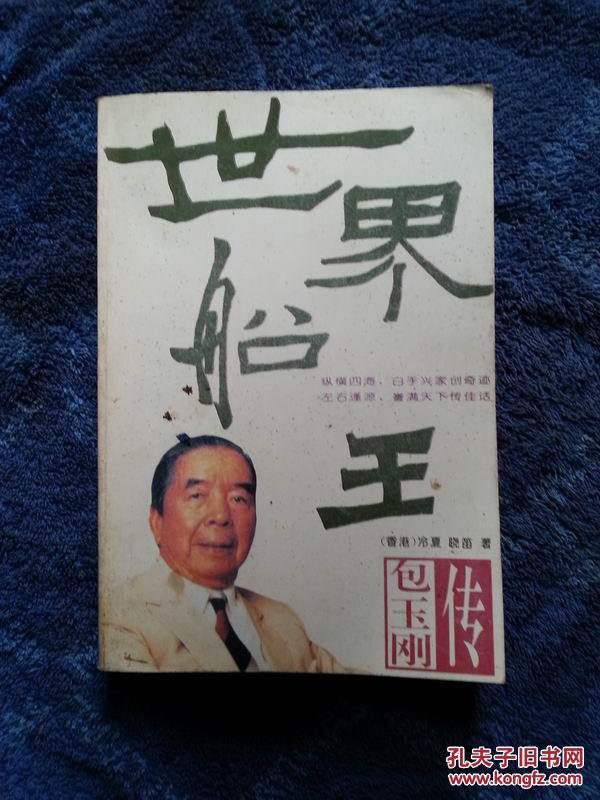 世界
船王
纵横四海，白手兴家创奇迹
左右逢源，誉满天下传佳话
（香港）冷夏 晓笛 著
包玉刚
传
孔夫子旧书网
www.kongfz.com